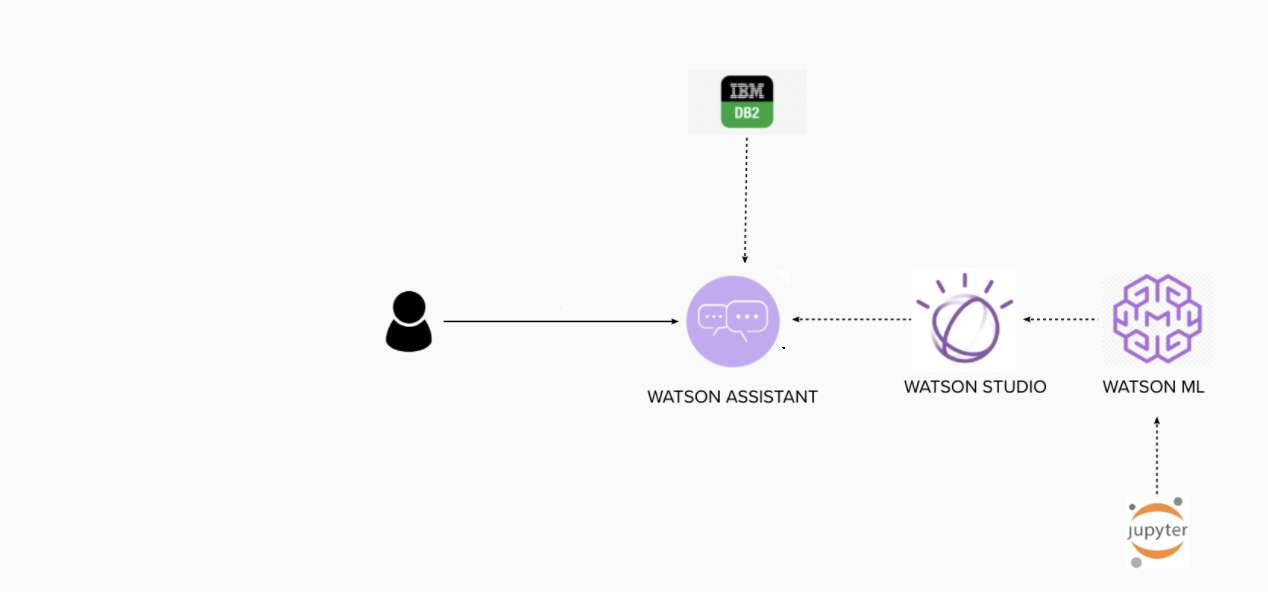 IBM
DB2
WATSON ASSISTANT
WATSON STUDIO
WATSON ML
jupyter